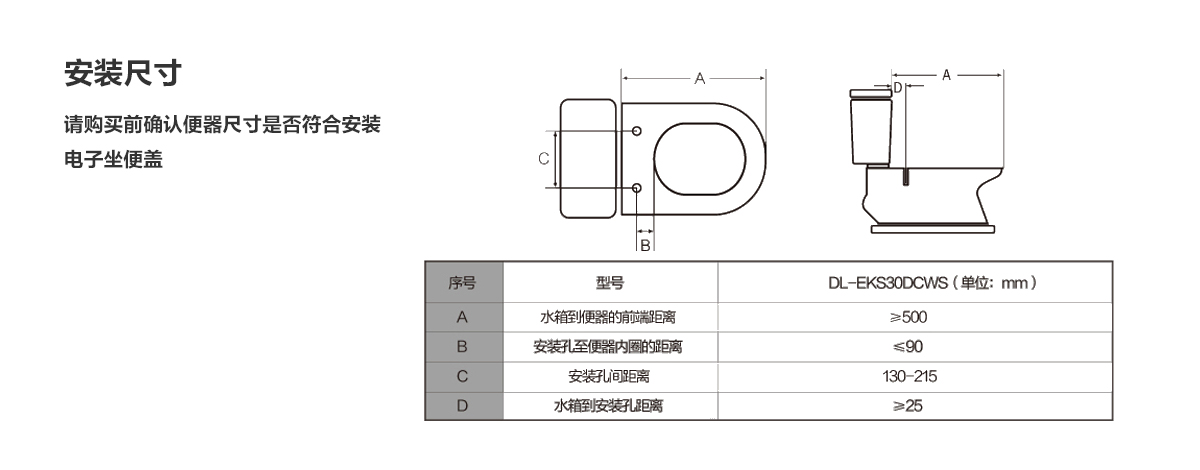 安装尺寸
请购买前确认便器尺寸是否符合安装
电子坐便盖
A
C
B
A
D
序号 型号 DL-EKS30DCWS（单位：mm）
A 水箱到便器的前端距离 ≥500
B 安装孔至便器内圈的距离 ≤90
C 安装孔间距离 130-215
D 水箱到安装孔距离 ≥25